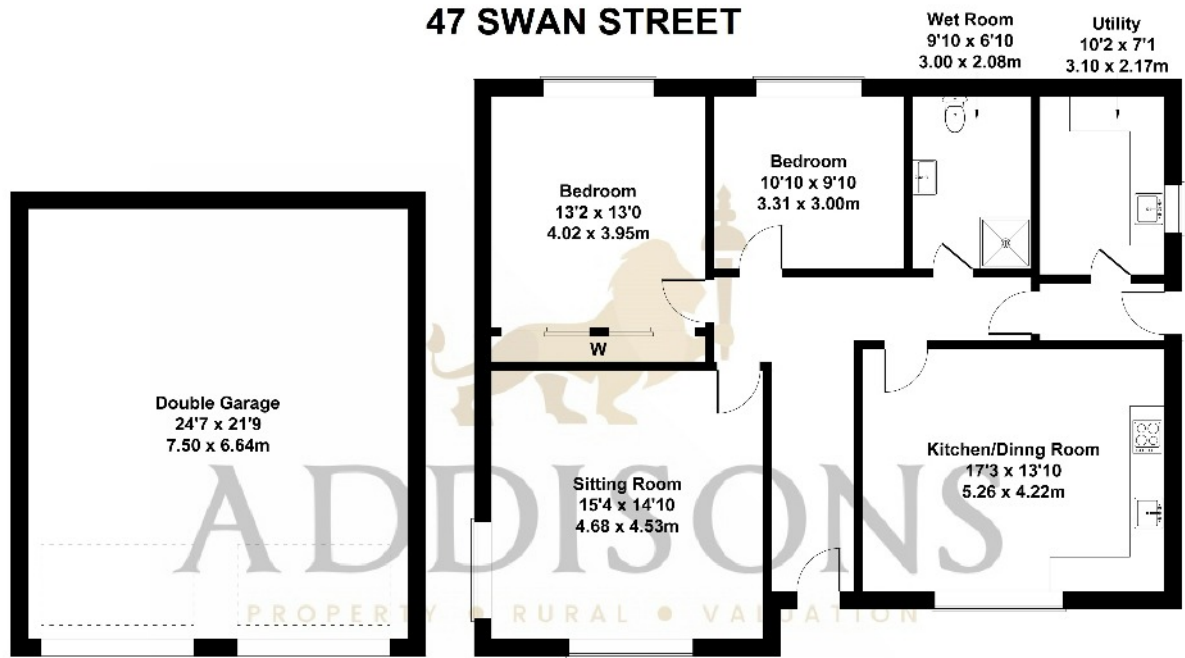 47 SWAN STREET
Wet Room
9'10 x 6'10
3.00 x 2.08m
Utility
10'2 x 7'1
3.10 x 2.17m
Bedroom
13'2 x 13'0
4.02 x 3.95m
Bedroom
10'10 x 9'10
3.31 x 3.00m
W
Double Garage
24'7 x 21'9
7.50 x 6.64m
Sitting Room
15'4 x 14'10
4.68 x 4.53m
Kitchen/Dinng Room
17'3 x 13'10
5.26 x 4.22m
ADDISONS
PROPERTY • RURAL • VALUATION